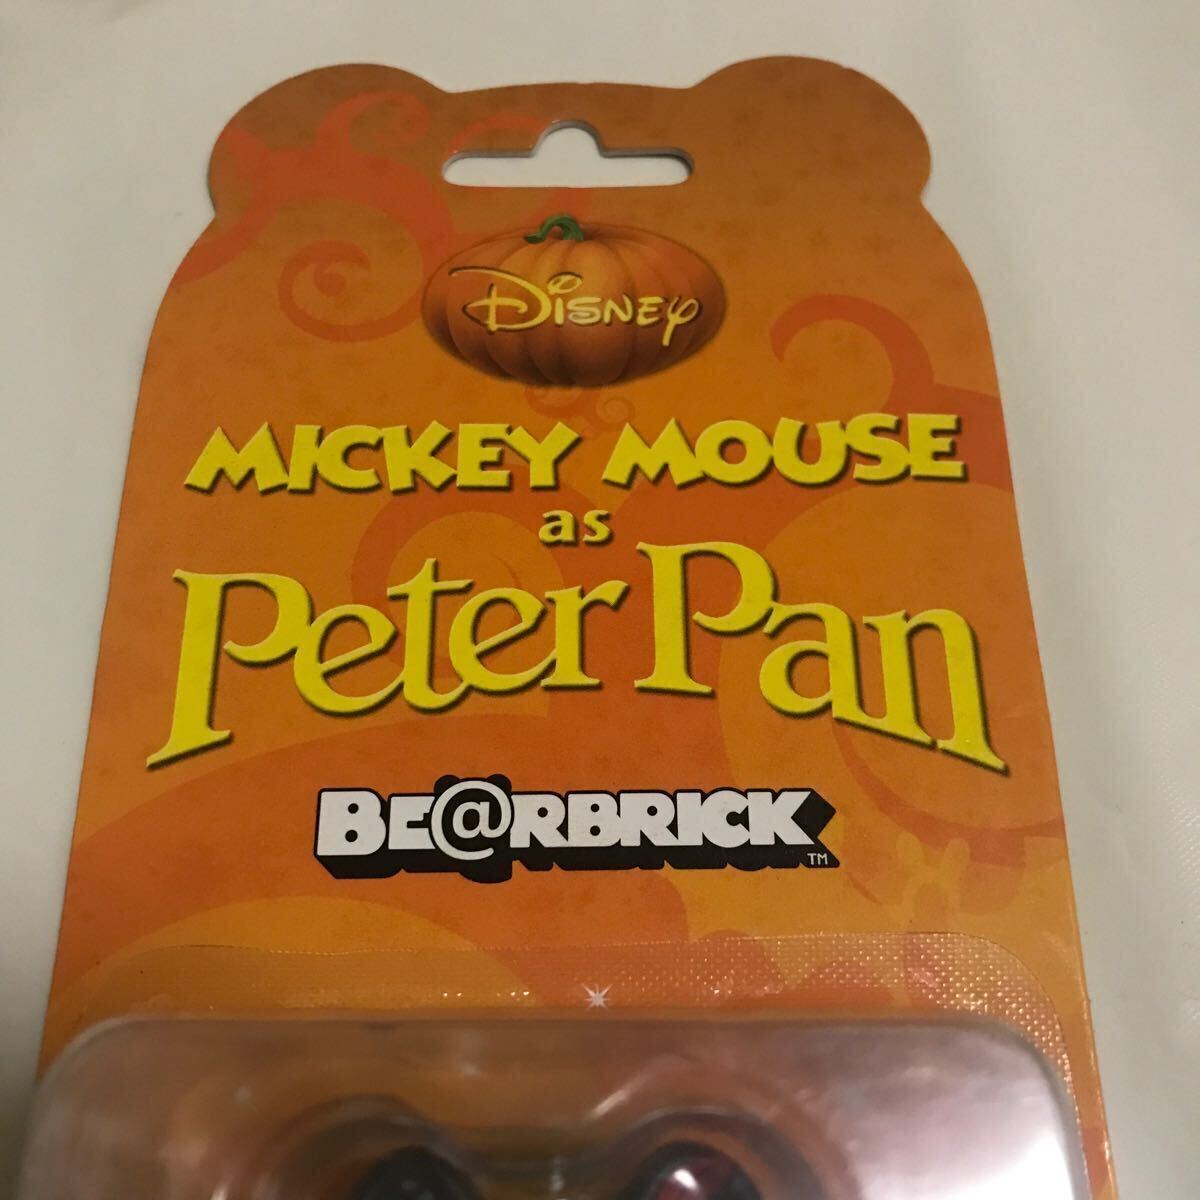 Disney
MICKEY MOUSE
as
Peter Pan
BE@RBRICK
TM